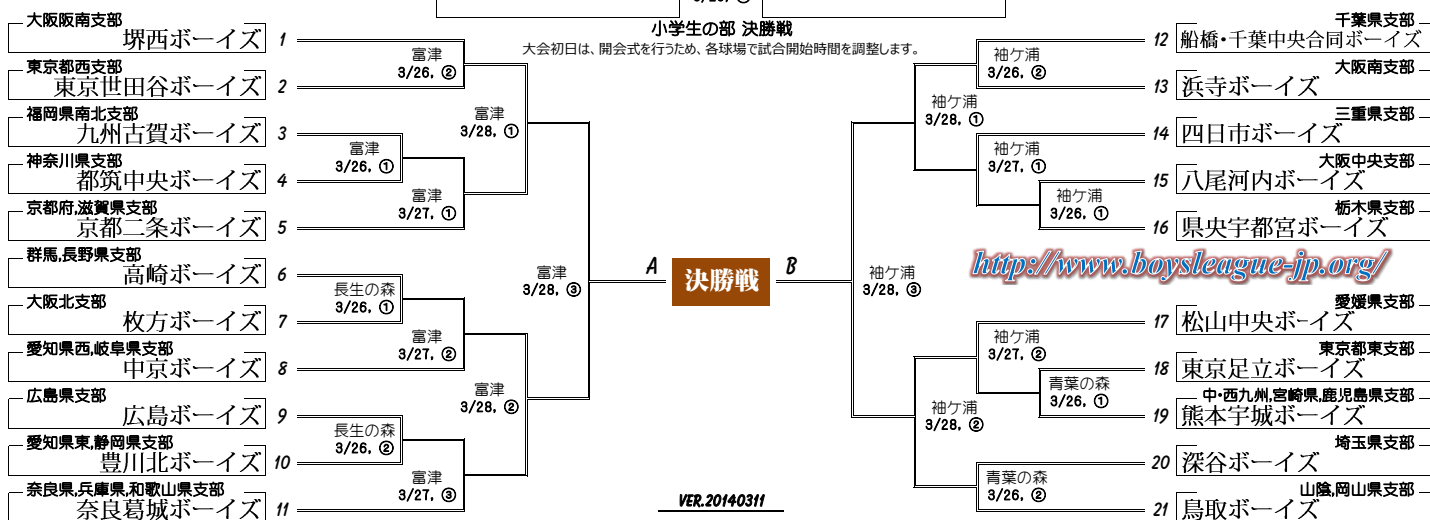 小学生の部 決勝戦
大会初日は、開会式を行うため、各球場で試合開始時間を調整します。
大阪阪南支部
堺西ボーイズ 1
東京都西支部
東京世田谷ボーイズ 2
福岡県南北支部
九州古賀ボーイズ 3
神奈川県支部
都筑中央ボーイズ 4
京都府,滋賀県支部
京都二条ボーイズ 5
群馬,長野県支部
高崎ボーイズ 6
大阪北支部
枚方ボーイズ 7
愛知県西,岐阜県支部
中京ボーイズ 8
広島県支部
広島ボーイズ 9
愛知県東,静岡県支部
豊川北ボーイズ 10
奈良県,兵庫県,和歌山県支部
奈良葛城ボーイズ 11
富津
3/26, ②
富津
3/26, ①
富津
3/27, ①
富津
3/28, ①
長生の森
3/26, ①
富津
3/27, ②
長生の森
3/26, ②
富津
3/27, ③
富津
3/28, ②
富津
3/28, ③
A 決勝戦 B
袖ケ浦
3/28, ③
袖ケ浦
3/28, ①
袖ケ浦
3/26, ②
袖ケ浦
3/27, ①
袖ケ浦
3/26, ①
袖ケ浦
3/27, ②
青葉の森
3/26, ①
袖ケ浦
3/28, ②
青葉の森
3/26, ②
千葉県支部
12 船橋・千葉中央合同ボーイズ
大阪南支部
13 浜寺ボーイズ
三重県支部
14 四日市ボーイズ
大阪中央支部
15 八尾河内ボーイズ
栃木県支部
16 県央宇都宮ボーイズ
http://www.boysleague-jp.org/
愛媛県支部
17 松山中央ボーイズ
東京都東支部
18 東京足立ボーイズ
中・西九州,宮崎県,鹿児島県支部
19 熊本宇城ボーイズ
埼玉県支部
20 深谷ボーイズ
山陰,岡山県支部
21 鳥取ボーイズ
VER.20140311